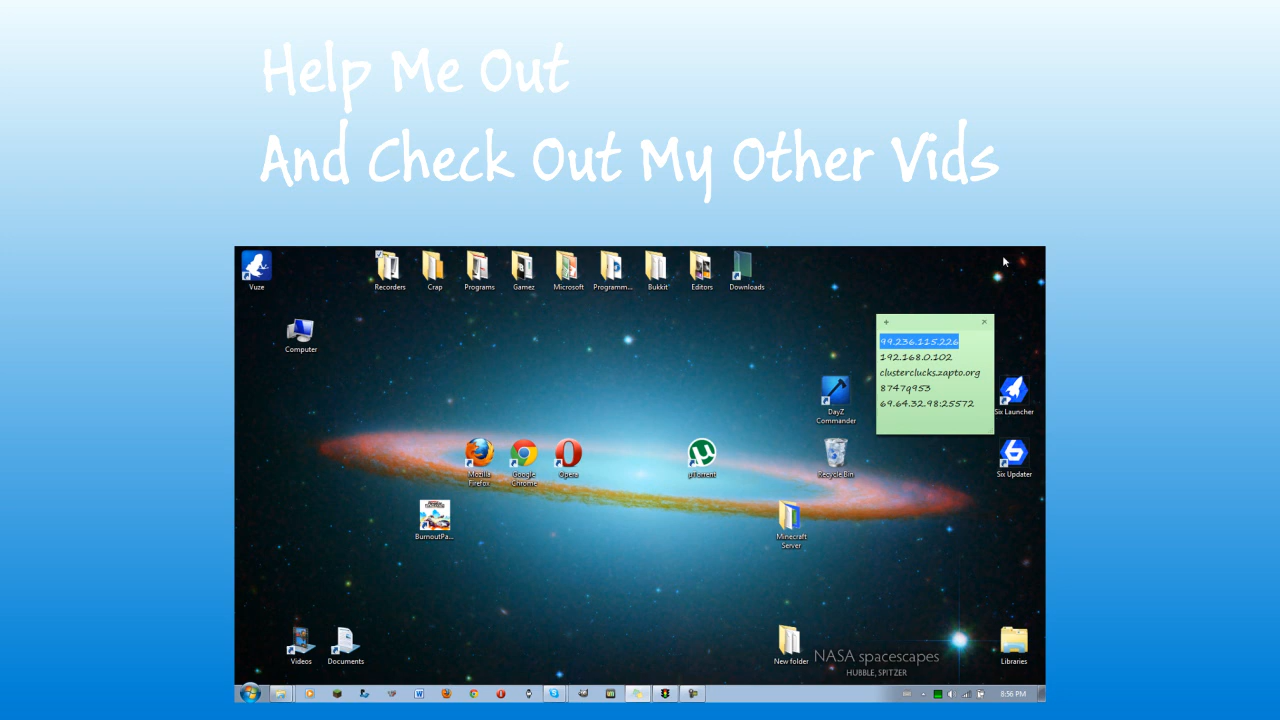 Help Me Out
And Check Out My Other Vids
Vuze
Recorders
Crap
Programs
Gamez
Microsoft
Programm...
Bukkit
Editors
Downloads
Computer
99.236.115.226
192.168.0.102
clusterclucks.zapto.org
8747q953
69.64.32.98:25572
DayZ
Commander
Six Launcher
Mozilla
Firefox
Google
Chrome
Opera
µTorrent
Recycle Bin
Six Updater
BurnoutPa...
Minecraft
Server
Videos
Documents
New folder
NASA spacescapes
HUBBLE, SPITZER
Libraries
8:56 PM